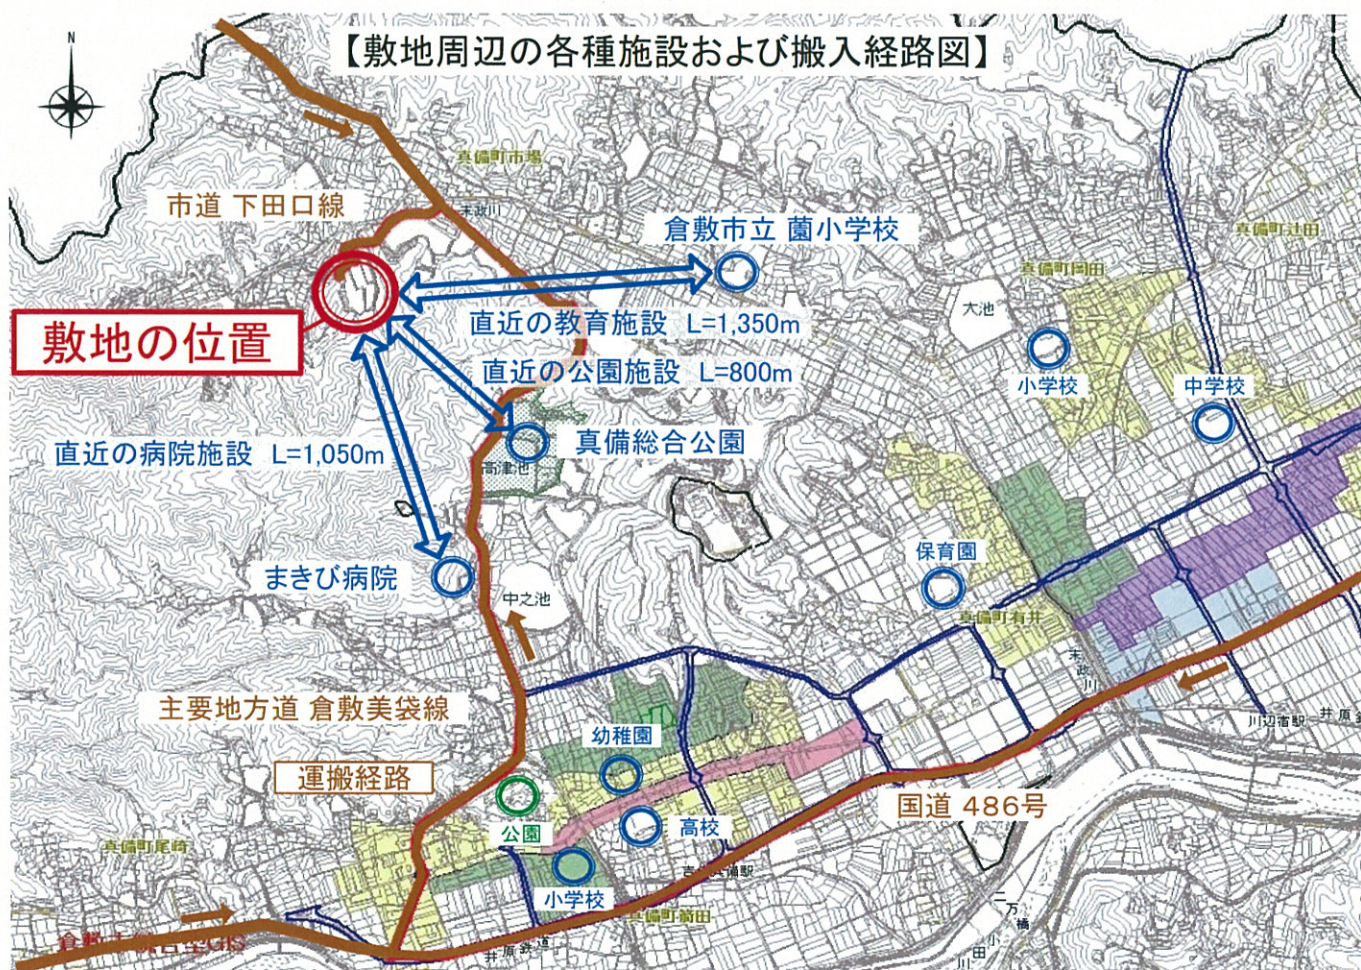 N
【敷地周辺の各種施設および搬入経路図】
真備町市場
市道 下田口線
末政川
倉敷市立 薗小学校
真備町辻田
真備町岡田
大池
敷地の位置
直近の教育施設 L=1,350m
直近の公園施設 L=800m
小学校
中学校
直近の病院施設 L=1,050m
真備総合公園
高津池
保育園
まきび病院
中之池
真備町有井
末政川
主要地方道 倉敷美袋線
川辺宿駅
井原
幼稚園
運搬経路
国道 486号
公園
高校
真備町尾崎
小学校
真備町箭田
井原鉄道
二万橋
小田川